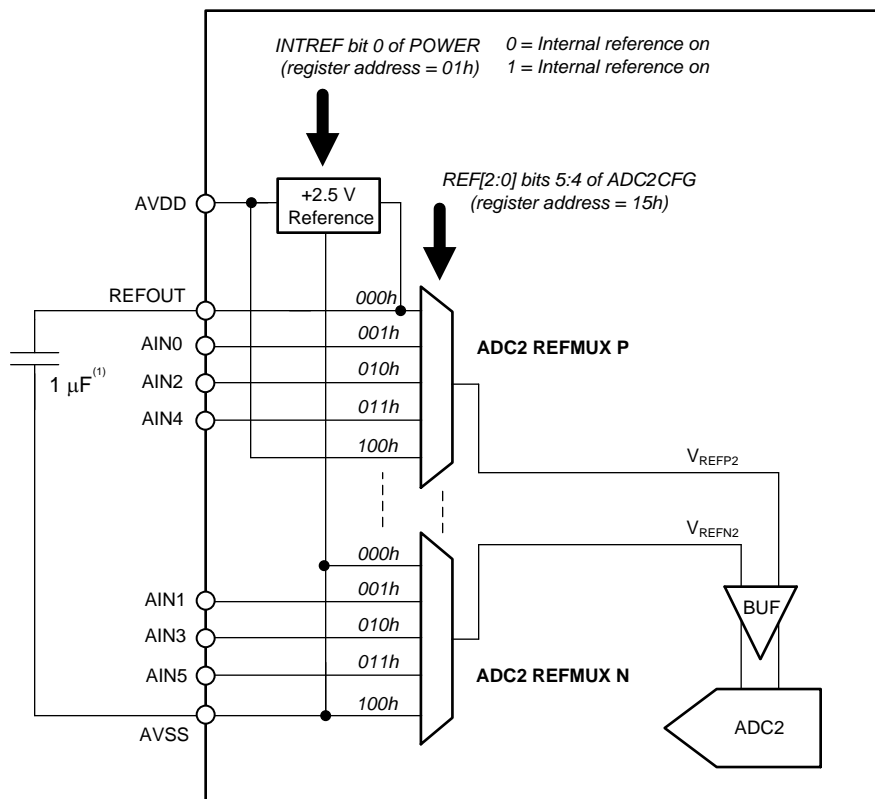 INTREF bit 0 of POWER
(register address = 01h)
0 = Internal reference on
1 = Internal reference on
REF[2:0] bits 5:4 of ADC2CFG
(register address = 15h)
AVDD
+2.5 V
Reference
REFOUT
000h
AIN0
001h
ADC2 REFMUX P
AIN2
010h
1 μF(1)
AIN4
011h
100h
VREFP2
VREFN2
000h
AIN1
001h
BUF
AIN3
010h
AIN5
011h
ADC2 REFMUX N
100h
AVSS
ADC2